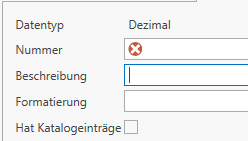 Datentyp Dezimal
Nummer
Beschreibung
Formatierung
Hat Katalogeinträge